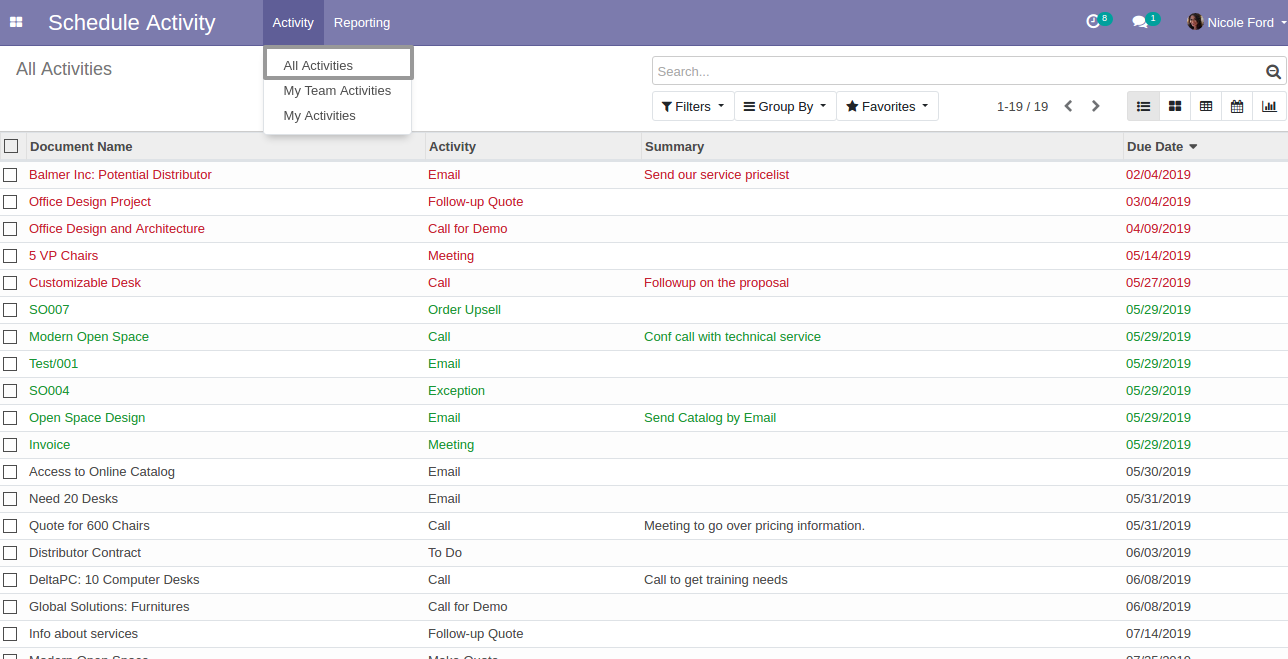 Schedule Activity Activity Reporting 8 1 Nicole Ford
All Activities
All Activities
My Team Activities
My Activities
Search...
Filters Group By Favorites 1-19 / 19
Document Name Activity Summary Due Date
Balmer Inc: Potential Distributor Email Send our service pricelist 02/04/2019
Office Design Project Follow-up Quote 03/04/2019
Office Design and Architecture Call for Demo 04/09/2019
5 VP Chairs Meeting 05/14/2019
Customizable Desk Call Followup on the proposal 05/27/2019
SO007 Order Upsell 05/29/2019
Modern Open Space Call Conf call with technical service 05/29/2019
Test/001 Email 05/29/2019
SO004 Exception 05/29/2019
Open Space Design Email Send Catalog by Email 05/29/2019
Invoice Meeting 05/29/2019
Access to Online Catalog Email 05/30/2019
Need 20 Desks Email 05/31/2019
Quote for 600 Chairs Call Meeting to go over pricing information. 05/31/2019
Distributor Contract To Do 06/03/2019
DeltaPC: 10 Computer Desks Call Call to get training needs 06/08/2019
Global Solutions: Furnitures Call for Demo 06/08/2019
Info about services Follow-up Quote 07/14/2019
Modern Open Space Make Quote 07/25/2019